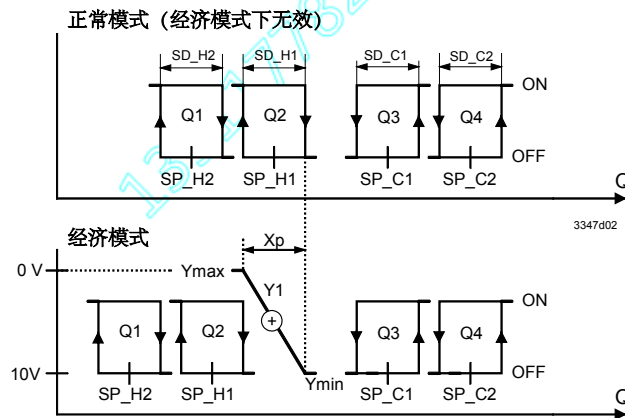 正常模式（经济模式下无效）
SD_H2 SD_H1 SD_C1 SD_C2
ON
Q1 Q2 Q3 Q4
OFF
SP_H2 SP_H1 SP_C1 SP_C2
Q
3347d02
经济模式
Xp
0 V
Ymax
Y1
ON
Q1 Q2 Q3 Q4
+
10V
Ymin
OFF
SP_H2 SP_H1 SP_C1 SP_C2
Q